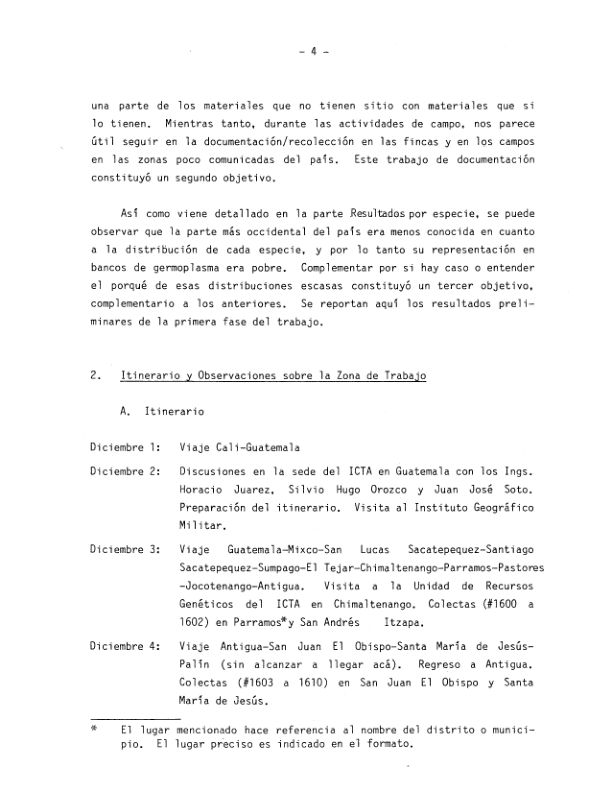 - 4 -
una parte de los materiales que no tienen sitio con materiales que si
lo tienen. Mientras tanto, durante las actividades de campo, nos parece
útil seguir en la documentación/recolección en las fincas y en los campos
en las zonas poco comunicadas del país. Este trabajo de documentación
constituyó un segundo objetivo.
Así como viene detallado en la parte Resultados por especie, se puede
observar que la parte más occidental del país era menos conocida en cuanto
a la distribución de cada especie, y por lo tanto su representación en
bancos de germoplasma era pobre. Complementar por si hay caso o entender
el porqué de esas distribuciones escasas constituyó un tercer objetivo,
complementario a los anteriores. Se reportan aquí los resultados preli-
minares de la primera fase del trabajo.
2. Itinerario y Observaciones sobre la Zona de Trabajo
A. Itinerario
Diciembre 1: Viaje Cali-Guatemala
Diciembre 2: Discusiones en la sede del ICTA en Guatemala con los Ings.
Horacio Juarez, Silvio Hugo Orozco y Juan José Soto.
Preparación del itinerario. Visita al Instituto Geográfico
Militar.
Diciembre 3: Viaje Guatemala-Mixco-San Lucas Sacatepequez-Santiago
Sacatepequez-Sumpago-El Tejar-Chimaltenango-Parramos-Pastores
-Jocotenango-Antigua. Visita a la Unidad de Recursos
Genéticos del ICTA en Chimaltenango. Colectas (#1600 a
1602) en Parramos* y San Andrés Itzapa.
Diciembre 4: Viaje Antigua-San Juan El Obispo-Santa María de Jesús-
Palín (sin alcanzar a llegar acá). Regreso a Antigua.
Colectas (#1603 a 1610) en San Juan El Obispo y Santa
María de Jesús.
* El lugar mencionado hace referencia al nombre del distrito o munici-
pio. El lugar preciso es indicado en el formato.